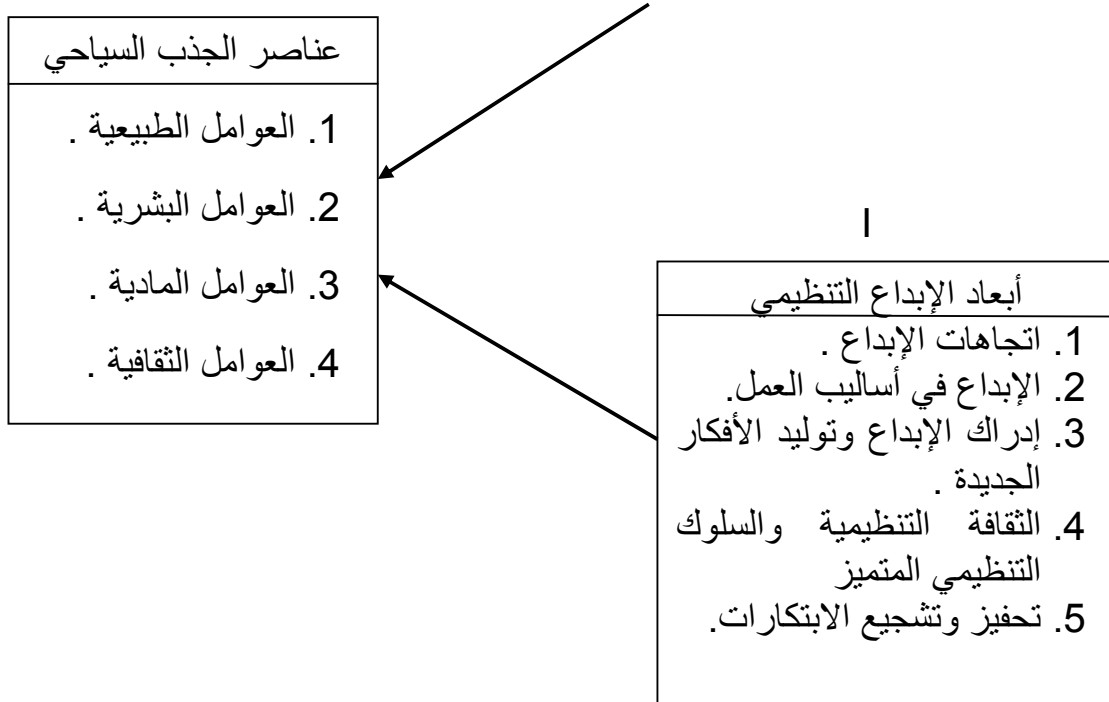 عناصر الجذب السياحي
1. العوامل الطبيعية .
2. العوامل البشرية .
3. العوامل المادية .
4. العوامل الثقافية .
ا
أبعاد الإبداع التنظيمي
1. اتجاهات الإبداع .
2. الإبداع في أساليب العمل.
3. إدراك الإبداع وتوليد الأفكار
الجديدة .
4. الثقافة التنظيمية والسلوك
التنظيمي المتميز
5. تحفيز وتشجيع الابتكارات.